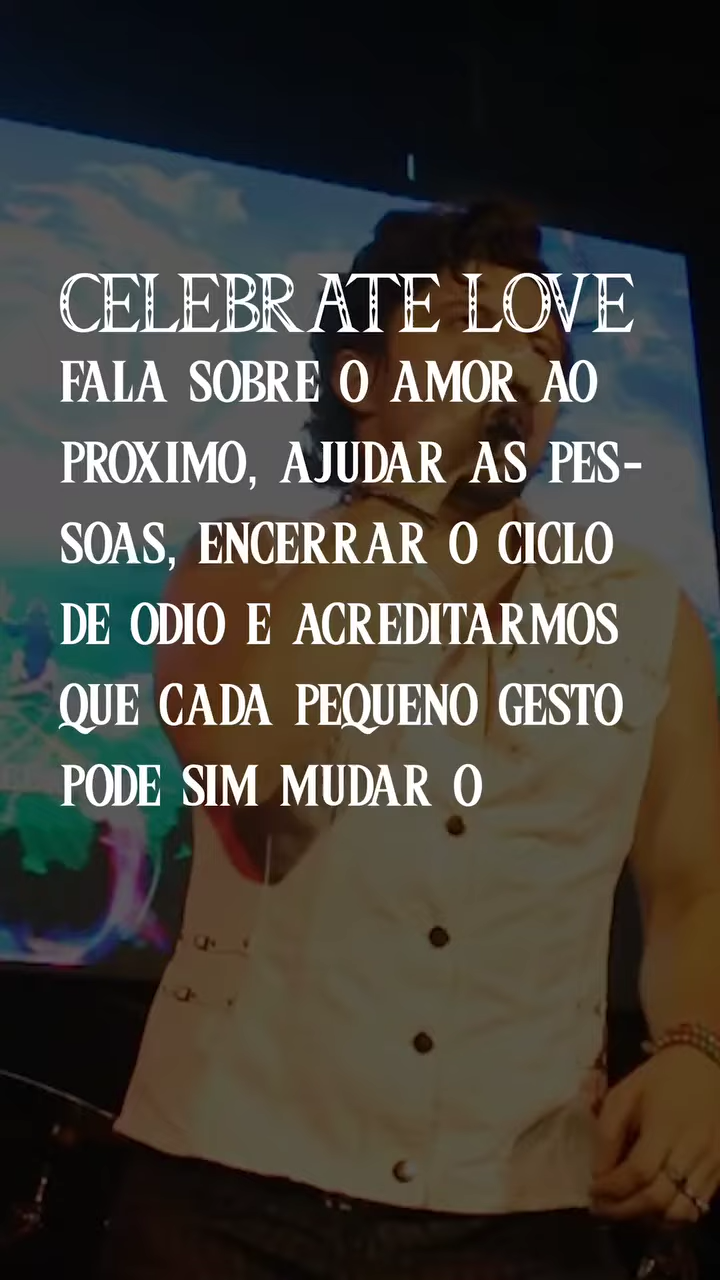 CELEBRATE LOVE
FALA SOBRE O AMOR AO
PROXIMO, AJUDAR AS PES-
SOAS, ENCERRAR O CICLO
DE ODIO E ACREDITARMOS
QUE CADA PEQUENO GESTO
PODE SIM MUDAR O